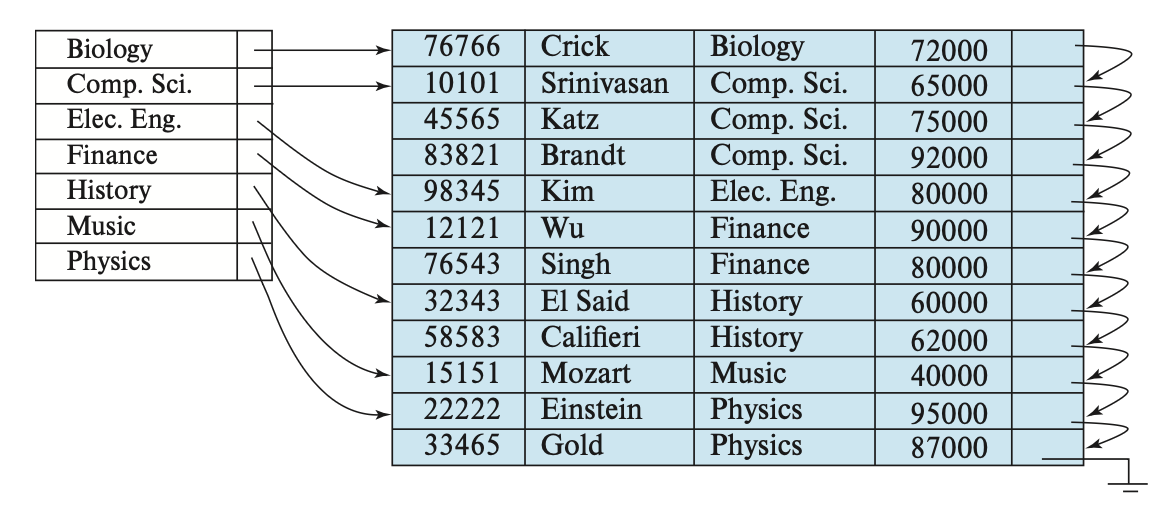 Biology
Comp. Sci.
Elec. Eng.
Finance
History
Music
Physics
76766 Crick Biology 72000
10101 Srinivasan Comp. Sci. 65000
45565 Katz Comp. Sci. 75000
83821 Brandt Comp. Sci. 92000
98345 Kim Elec. Eng. 80000
12121 Wu Finance 90000
76543 Singh Finance 80000
32343 El Said History 60000
58583 Califieri History 62000
15151 Mozart Music 40000
22222 Einstein Physics 95000
33465 Gold Physics 87000